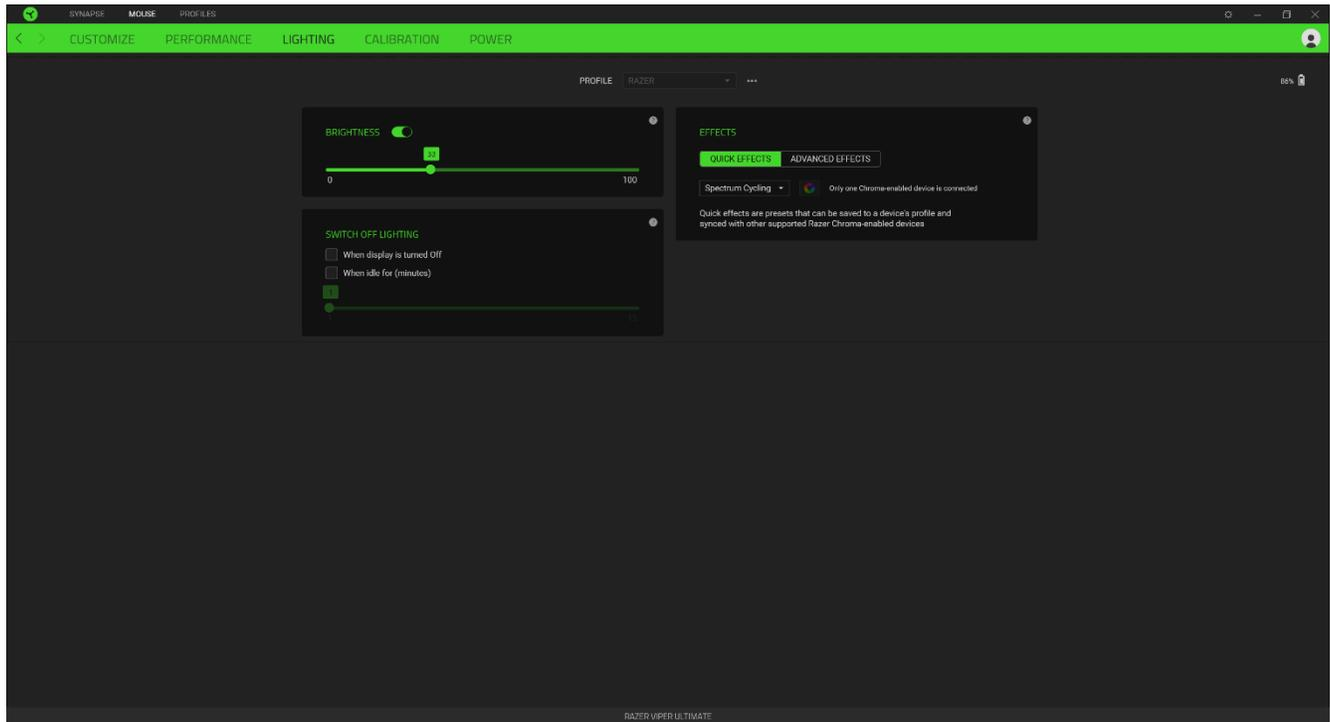 SYNAPSE MOUSE PROFILES
CUSTOMIZE PERFORMANCE LIGHTING CALIBRATION POWER
PROFILE RAZER
86%
BRIGHTNESS
33
0 100
SWITCH OFF LIGHTING
When display is turned Off
When idle for (minutes)
1
1 15
EFFECTS
QUICK EFFECTS ADVANCED EFFECTS
Spectrum Cycling Only one Chroma-enabled device is connected
Quick effects are presets that can be saved to a device's profile and
synced with other supported Razer Chroma-enabled devices
RAZER VIPER ULTIMATE